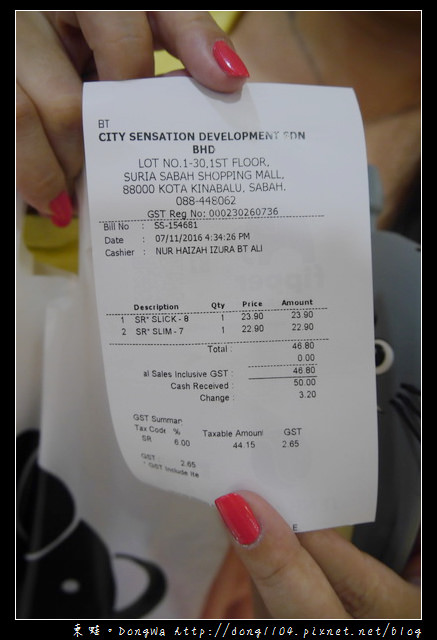 BT
CITY SENSATION DEVELOPMENT SDN
BHD
LOT NO.1-30,1ST FLOOR,
SURIA SABAH SHOPPING MALL,
88000 KOTA KINABALU, SABAH.
088-448062
GST Reg No: 000230260736
Bill No : SS-154681
Date : 07/11/2016 4:34:26 PM
Cashier : NUR HAIZAH IZURA BT ALI
Description Qty Price Amount
1 SR* SLICK - 8 1 23.90 23.90
2 SR* SLIM - 7 1 22.90 22.90
Total : 46.80
0.00
al Sales Inclusive GST : 46.80
Cash Received : 50.00
Change : 3.20
GST Summar
Tax Code % Taxable Amoun GST
SR 6.00 44.15 2.65
GST : 2.65
* GST Include Ite
LE
東蛙。DongWa http://dong1104.pixnet.net/blog